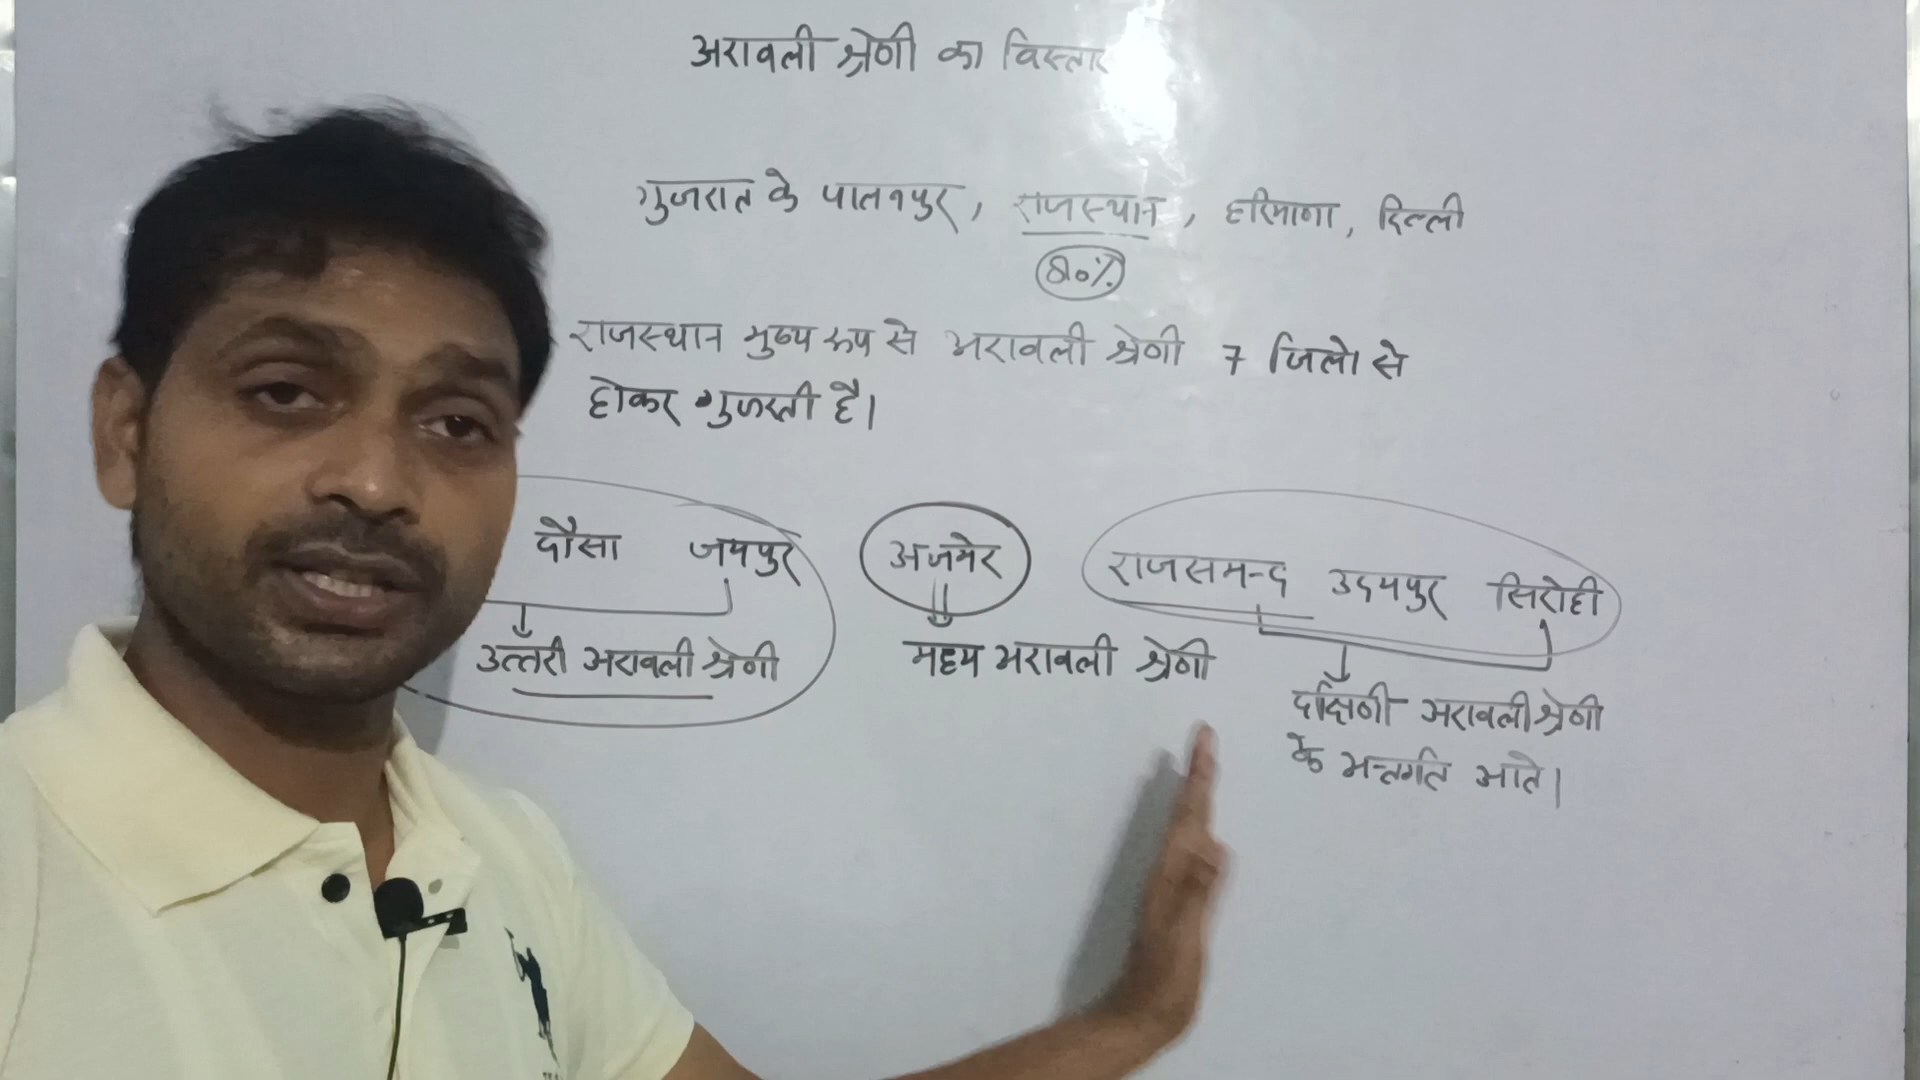 अरावली श्रेणी का विस्तार
गुजरात के पालनपुर, राजस्थान, हरियाणा, दिल्ली
80%
राजस्थान मुख्य रूप से अरावली श्रेणी 7 जिलो से
होकर गुजरती है।
दौसा जयपुर अजमेर राजसमन्द उदयपुर सिरोही
उत्तरी अरावली श्रेणी मध्य अरावली श्रेणी
दक्षिणी अरावली श्रेणी
के अन्तर्गत आते।